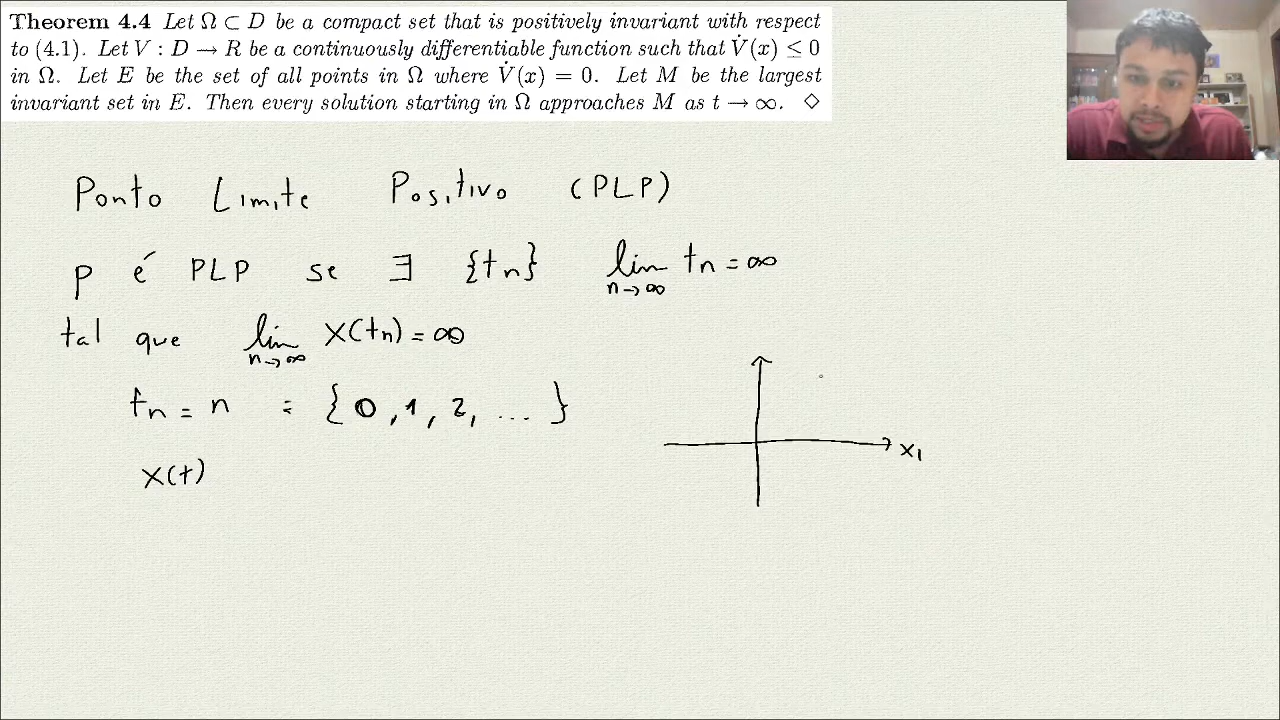 Theorem 4.4 Let Ω ⊂ D be a compact set that is positively invariant with respect
to (4.1). Let V : D → R be a continuously differentiable function such that V̇(x) ≤ 0
in Ω. Let E be the set of all points in Ω where V̇(x) = 0. Let M be the largest
invariant set in E. Then every solution starting in Ω approaches M as t → ∞. ◇
Ponto Limite Positivo (PLP)
p é PLP se ∃ {tn} lim n→∞ tn = ∞
tal que lim n→∞ x(tn) = ∞
tn = n = {0, 1, 2, ... }
x(t)
x1